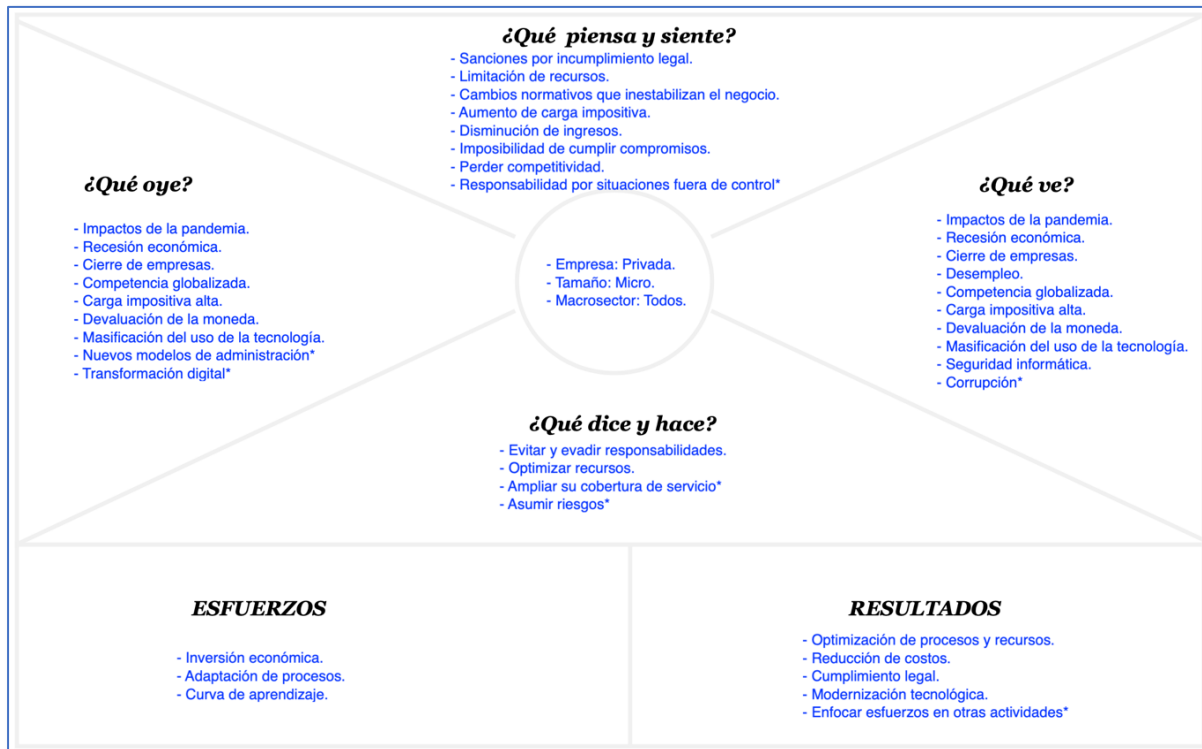 ¿Qué piensa y siente?
- Sanciones por incumplimiento legal.
- Limitación de recursos.
- Cambios normativos que inestabilizan el negocio.
- Aumento de carga impositiva.
- Disminución de ingresos.
- Imposibilidad de cumplir compromisos.
- Perder competitividad.
- Responsabilidad por situaciones fuera de control*
¿Qué oye?
- Impactos de la pandemia.
- Recesión económica.
- Cierre de empresas.
- Competencia globalizada.
- Carga impositiva alta.
- Devaluación de la moneda.
- Masificación del uso de la tecnología.
- Nuevos modelos de administración*
- Transformación digital*
- Empresa: Privada.
- Tamaño: Micro.
- Macrosector: Todos.
¿Qué ve?
- Impactos de la pandemia.
- Recesión económica.
- Cierre de empresas.
- Desempleo.
- Competencia globalizada.
- Carga impositiva alta.
- Devaluación de la moneda.
- Masificación del uso de la tecnología.
- Seguridad informática.
- Corrupción*
¿Qué dice y hace?
- Evitar y evadir responsabilidades.
- Optimizar recursos.
- Ampliar su cobertura de servicio*
- Asumir riesgos*
ESFUERZOS
- Inversión económica.
- Adaptación de procesos.
- Curva de aprendizaje.
RESULTADOS
- Optimización de procesos y recursos.
- Reducción de costos.
- Cumplimiento legal.
- Modernización tecnológica.
- Enfocar esfuerzos en otras actividades*